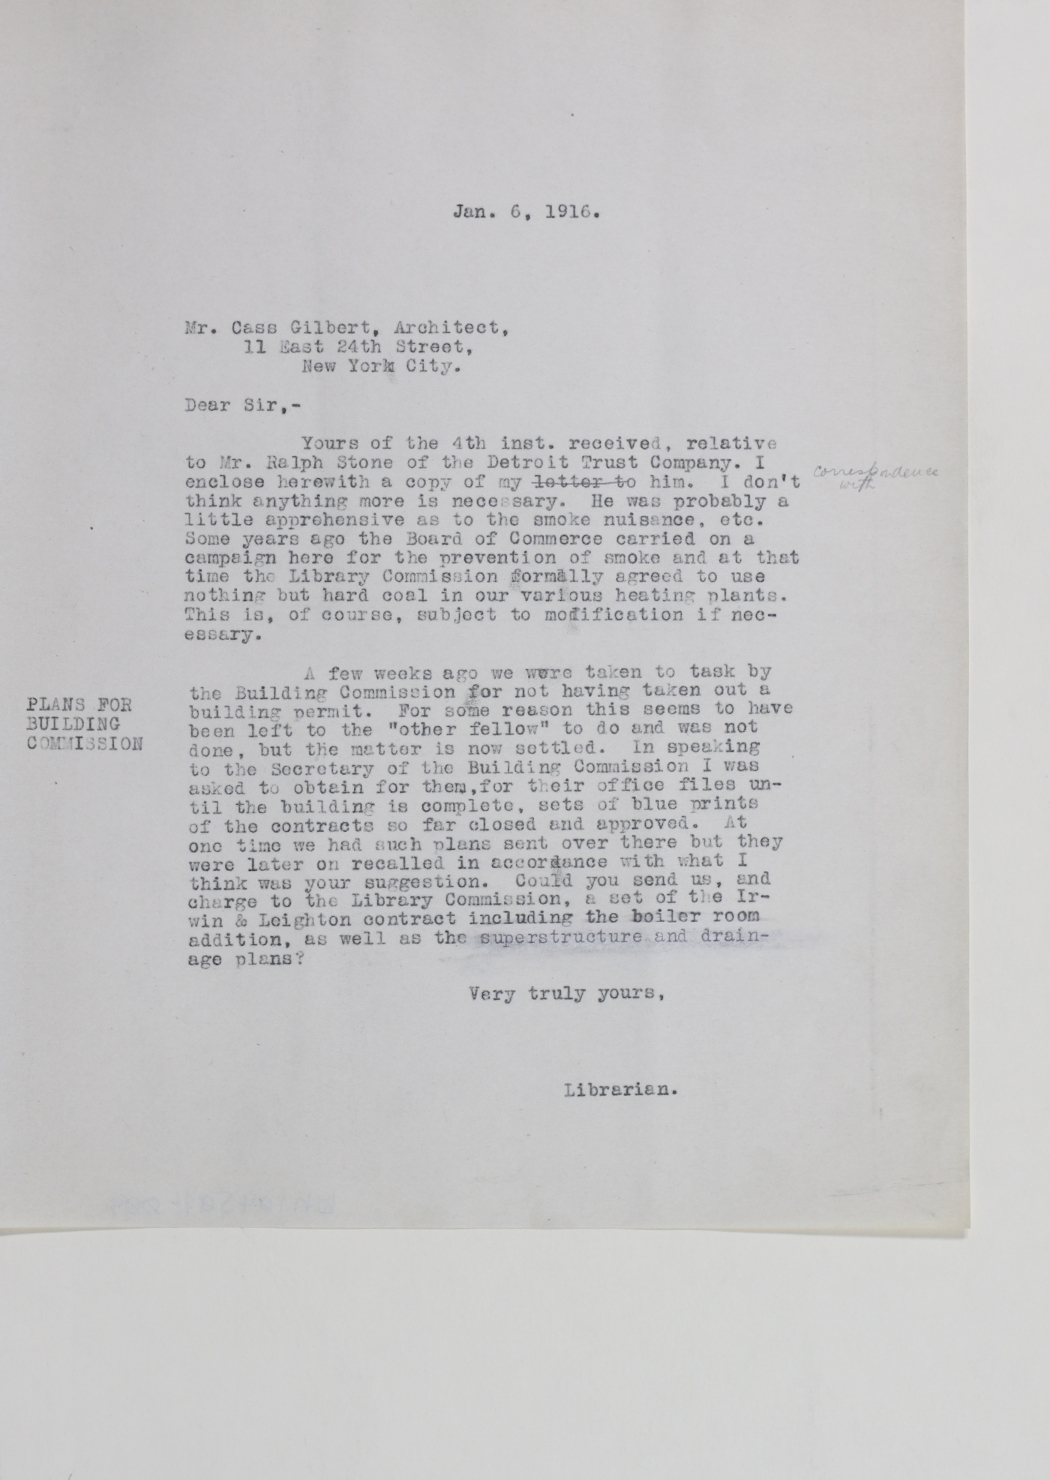 Jan. 6, 1916.
Mr. Cass Gilbert, Architect,
11 East 24th Street,
New York City.
Dear Sir,-
Yours of the 4th inst. received, relative
to Mr. Ralph Stone of the Detroit Trust Company. I
enclose herewith a copy of my letter to him. I don't
correspondence
with
think anything more is necessary. He was probably a
little apprehensive as to the smoke nuisance, etc.
Some years ago the Board of Commerce carried on a
campaign here for the prevention of smoke and at that
time the Library Commission formally agreed to use
nothing but hard coal in our various heating plants.
This is, of course, subject to modification if nec-
essary.
A few weeks ago we were taken to task by
the Building Commission for not having taken out a
building permit. For some reason this seems to have
been left to the "other fellow" to do and was not
done, but the matter is now settled. In speaking
to the Secretary of the Building Commission I was
asked to obtain for them,for their office files un-
til the building is complete, sets of blue prints
of the contracts so far closed and approved. At
one time we had such plans sent over there but they
were later on recalled in accordance with what I
think was your suggestion. Could you send us, and
charge to the Library Commission, a set of the Ir-
win & Leighton contract including the boiler room
addition, as well as the superstructure and drain-
age plans?
PLANS FOR
BUILDING
COMMISSION
Very truly yours,
Librarian.